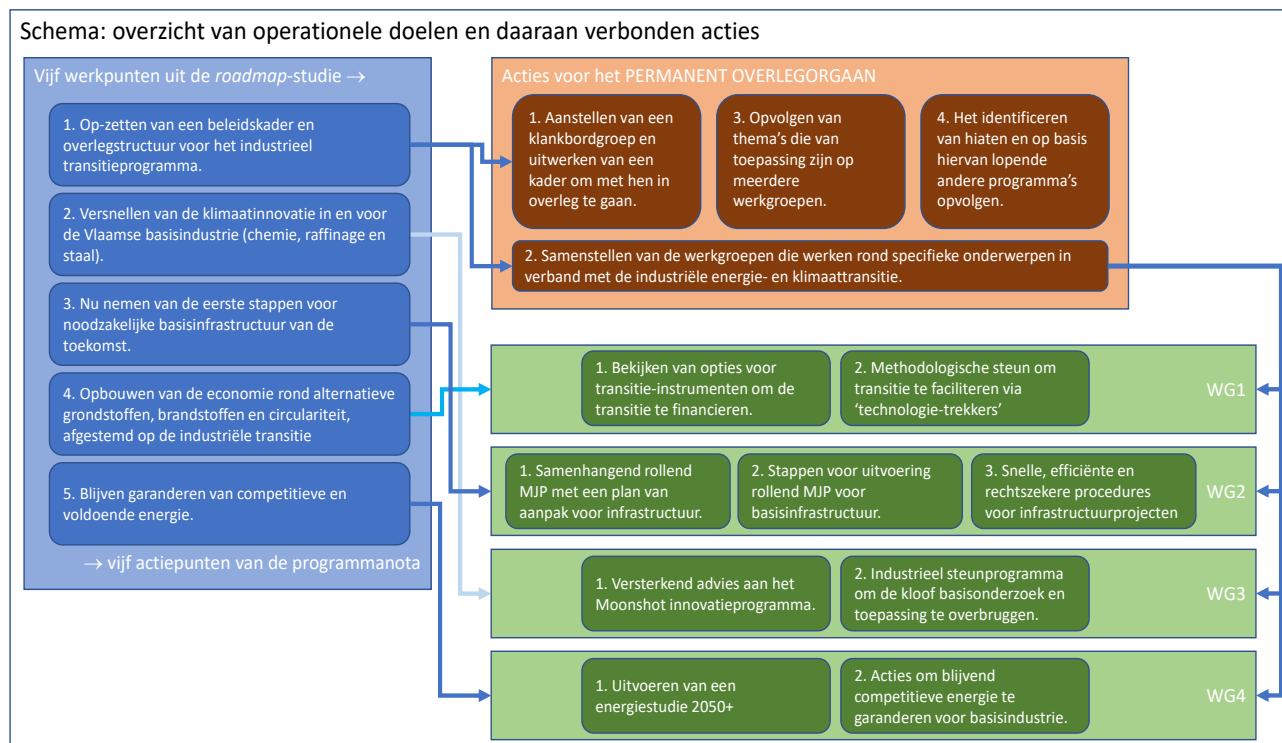 Schema: overzicht van operationele doelen en daaraan verbonden acties
Vijf werkpunten uit de roadmap-studie →
1. Op-zetten van een beleidskader en
overlegstructuur voor het industrieel
transitieprogramma.
2. Versnellen van de klimaatinnovatie in en voor
de Vlaamse basisindustrie (chemie, raffinage en
staal).
3. Nu nemen van de eerste stappen voor
noodzakelijke basisinfrastructuur van de
toekomst.
4. Opbouwen van de economie rond alternatieve
grondstoffen, brandstoffen en circulariteit,
afgestemd op de industriële transitie
5. Blijven garanderen van competitieve en
voldoende energie.
→ vijf actiepunten van de programmanota
Acties voor het PERMANENT OVERLEGORGAAN
1. Aanstellen van een
klankbordgroep en
uitwerken van een
kader om met hen in
overleg te gaan.
3. Opvolgen van
thema's die van
toepassing zijn op
meerdere
werkgroepen.
4. Het identificeren
van hiaten en op basis
hiervan lopende
andere programma's
opvolgen.
2. Samenstellen van de werkgroepen die werken rond specifieke onderwerpen in
verband met de industriële energie- en klimaattransitie.
1. Bekijken van opties voor
transitie-instrumenten om de
transitie te financieren.
2. Methodologische steun om
transitie te faciliteren via
'technologie-trekkers'
WG1
1. Samenhangend rollend
MJP met een plan van
aanpak voor infrastructuur.
2. Stappen voor uitvoering
rollend MJP voor
basisinfrastructuur.
3. Snelle, efficiënte en
rechtszekere procedures
voor infrastructuurprojecten
WG2
1. Versterkend advies aan het
Moonshot innovatieprogramma.
2. Industrieel steunprogramma
om de kloof basisonderzoek en
toepassing te overbruggen.
WG3
1. Uitvoeren van een
energiestudie 2050+
2. Acties om blijvend
competitieve energie te
garanderen voor basisindustrie.
WG4